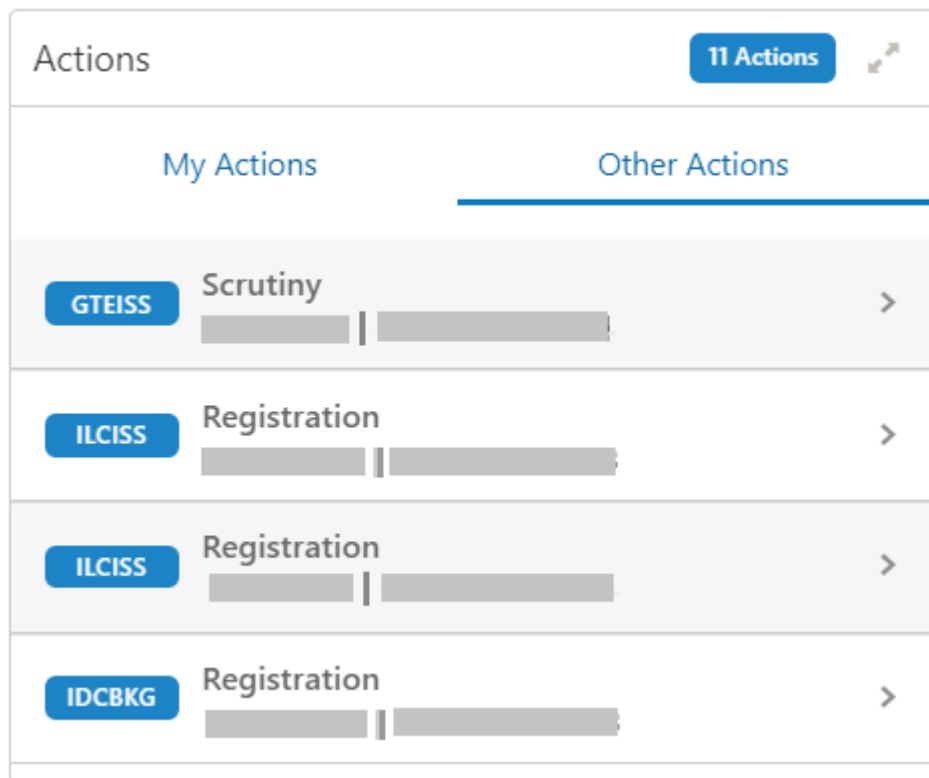 Actions 11 Actions
My Actions Other Actions
Scrutiny
GTEISS
Registration
ILCISS
Registration
ILCISS
Registration
IDCBKG